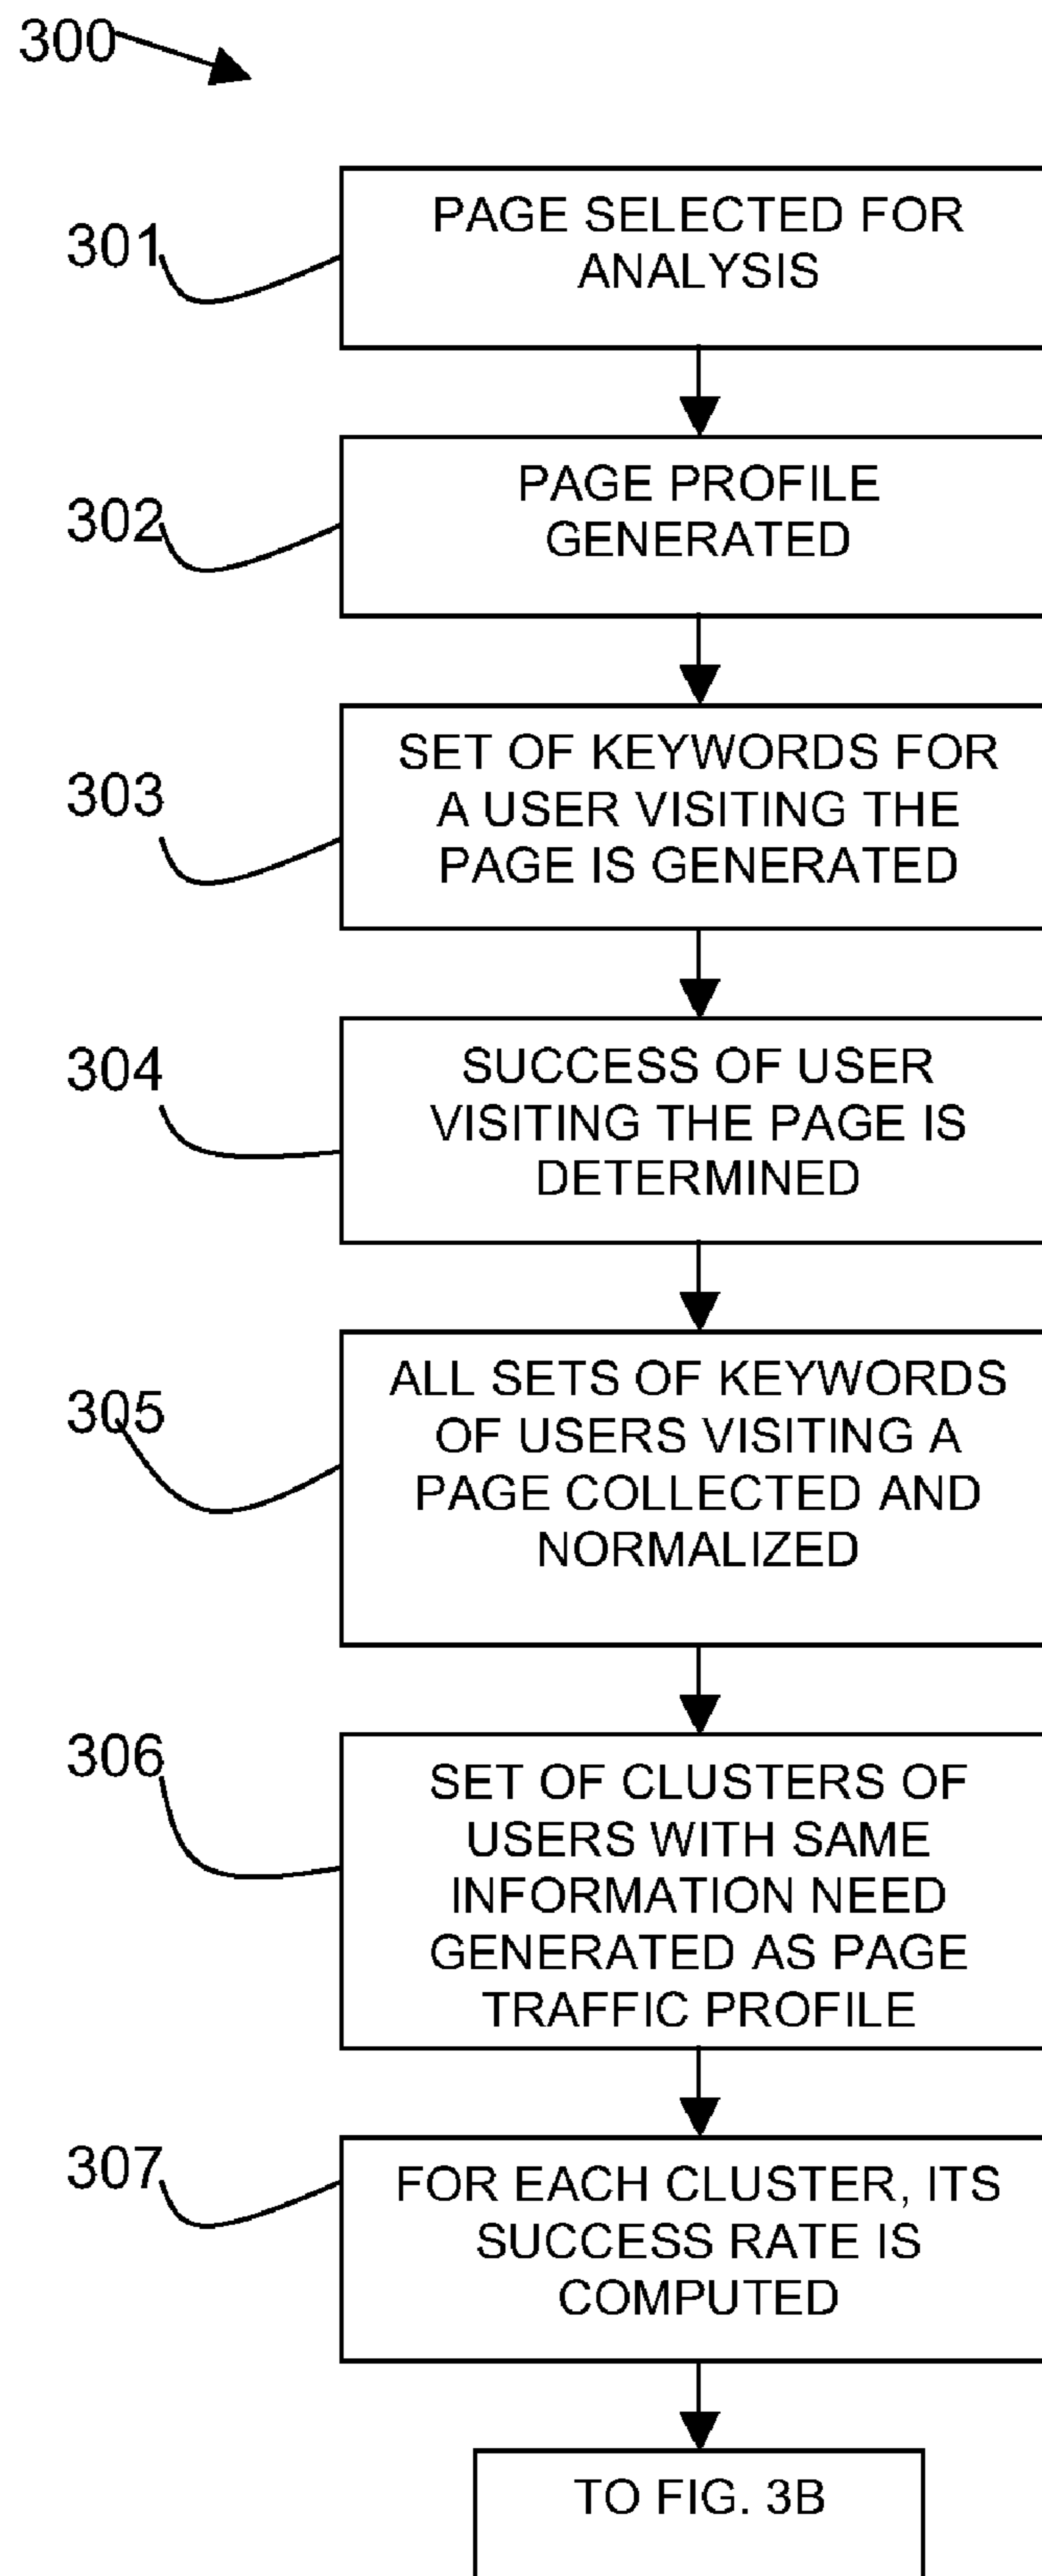 300
301
PAGE SELECTED FOR
ANALYSIS
302
PAGE PROFILE
GENERATED
303
SET OF KEYWORDS FOR
A USER VISITING THE
PAGE IS GENERATED
304
SUCCESS OF USER
VISITING THE PAGE IS
DETERMINED
305
ALL SETS OF KEYWORDS
OF USERS VISITING A
PAGE COLLECTED AND
NORMALIZED
306
SET OF CLUSTERS OF
USERS WITH SAME
INFORMATION NEED
GENERATED AS PAGE
TRAFFIC PROFILE
307
FOR EACH CLUSTER, ITS
SUCCESS RATE IS
COMPUTED
TO FIG. 3B